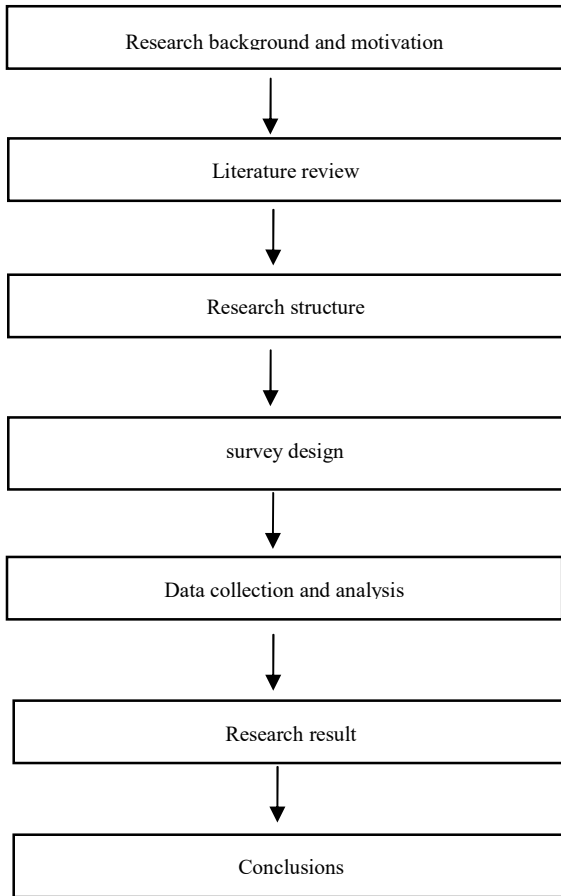 Research background and motivation
Literature review
Research structure
survey design
Data collection and analysis
Research result
Conclusions